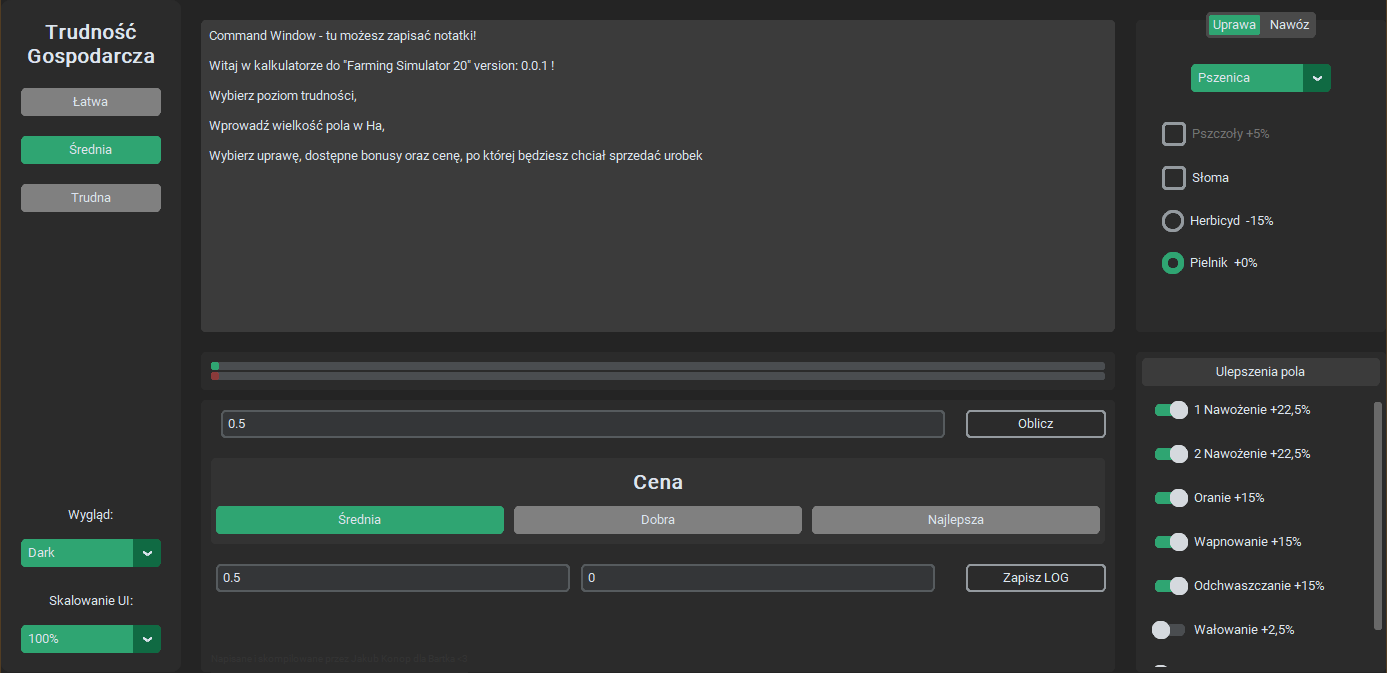 Trudność
Gospodarcza
Łatwa
Średnia
Trudna
Wygląd:
Dark
Skalowanie UI:
100%
Command Window - tu możesz zapisać notatki!
Witaj w kalkulatorze do "Farming Simulator 20" version: 0.0.1 !
Wybierz poziom trudności,
Wprowadź wielkość pola w Ha,
Wybierz uprawę, dostępne bonusy oraz cenę, po której będziesz chciał sprzedać urobek
0.5
Oblicz
Cena
Średnia
Dobra
Najlepsza
0.5
0
Zapisz LOG
Uprawa
Nawóz
Pszenica
Pszczoły +5%
Słoma
Herbicyd -15%
Pielnik +0%
Ulepszenia pola
1 Nawożenie +22,5%
2 Nawożenie +22,5%
Oranie +15%
Wapnowanie +15%
Odchwaszczanie +15%
Wałowanie +2,5%